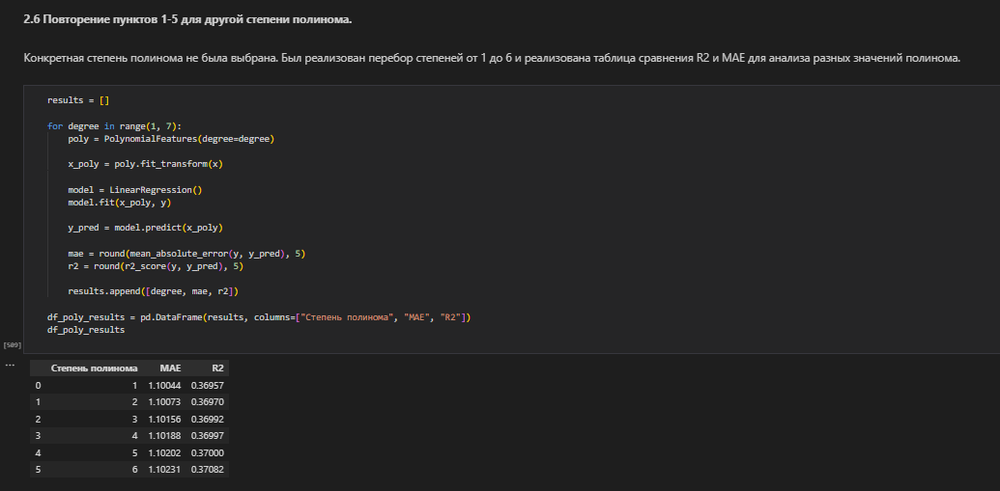 2.6 Повторение пунктов 1-5 для другой степени полинома.
Конкретная степень полинома не была выбрана. Был реализован перебор степеней от 1 до 6 и реализована таблица сравнения R2 и MAE для анализа разных значений полинома.
results = []
for degree in range(1, 7):
    poly = PolynomialFeatures(degree=degree)
    x_poly = poly.fit_transform(x)
    model = LinearRegression()
    model.fit(x_poly, y)
    y_pred = model.predict(x_poly)
    mae = round(mean_absolute_error(y, y_pred), 5)
    r2 = round(r2_score(y, y_pred), 5)
    results.append([degree, mae, r2])
df_poly_results = pd.DataFrame(results, columns=["Степень полинома", "MAE", "R2"])
df_poly_results
[509]
...
Степень полинома MAE R2
0 1 1.10044 0.36957
1 2 1.10073 0.36970
2 3 1.10156 0.36992
3 4 1.10188 0.36997
4 5 1.10202 0.37000
5 6 1.10231 0.37082